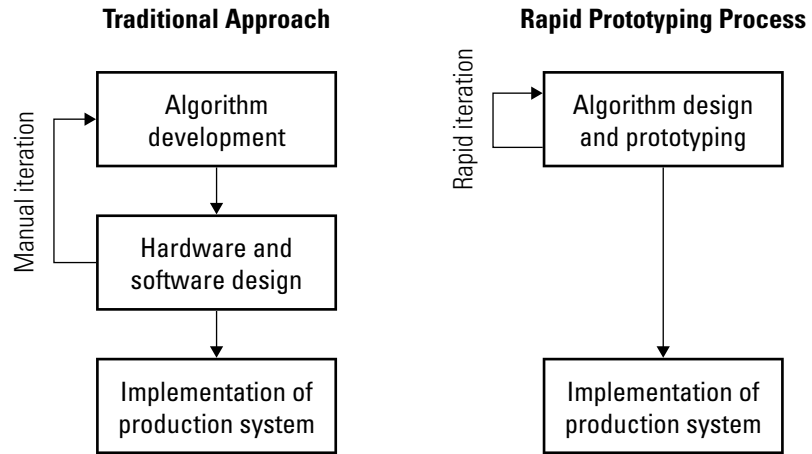 Traditional Approach
Manual iteration
Algorithm
development
Hardware and
software design
Implementation of
production system
Rapid Prototyping Process
Rapid iteration
Algorithm design
and prototyping
Implementation of
production system